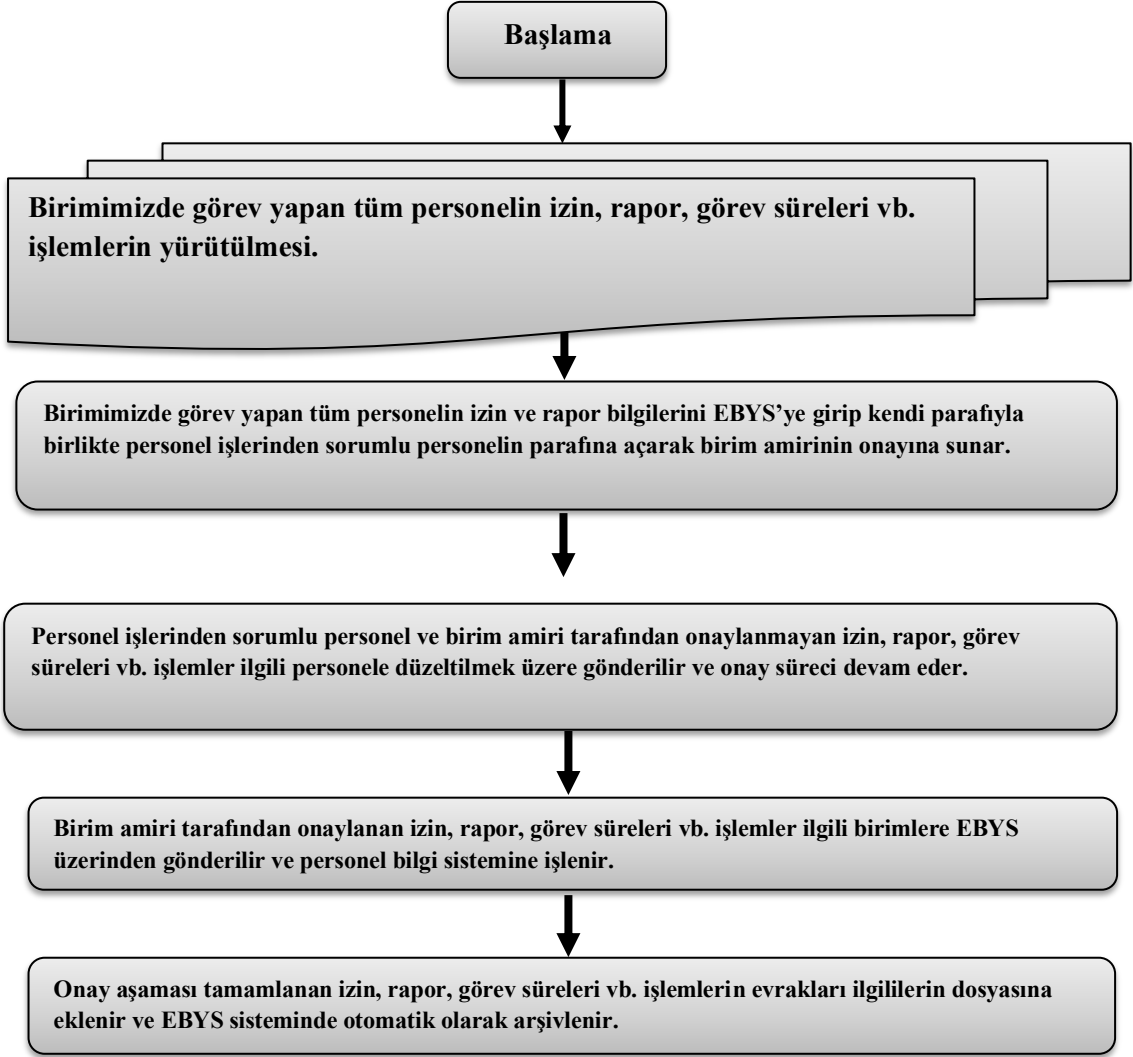 Başlama
Birimimizde görev yapan tüm personelin izin, rapor, görev süreleri vb.
işlemlerin yürütülmesi.
Birimimizde görev yapan tüm personelin izin ve rapor bilgilerini EBYS’ye girip kendi parafıyla
birlikte personel işlerinden sorumlu personelin parafına açarak birim amirinin onayına sunar.
Personel işlerinden sorumlu personel ve birim amiri tarafından onaylanmayan izin, rapor, görev
süreleri vb. işlemler ilgili personele düzeltilmek üzere gönderilir ve onay süreci devam eder.
Birim amiri tarafından onaylanan izin, rapor, görev süreleri vb. işlemler ilgili birimlere EBYS
üzerinden gönderilir ve personel bilgi sistemine işlenir.
Onay aşaması tamamlanan izin, rapor, görev süreleri vb. işlemlerin evrakları ilgililerin dosyasına
eklenir ve EBYS sisteminde otomatik olarak arşivlenir.